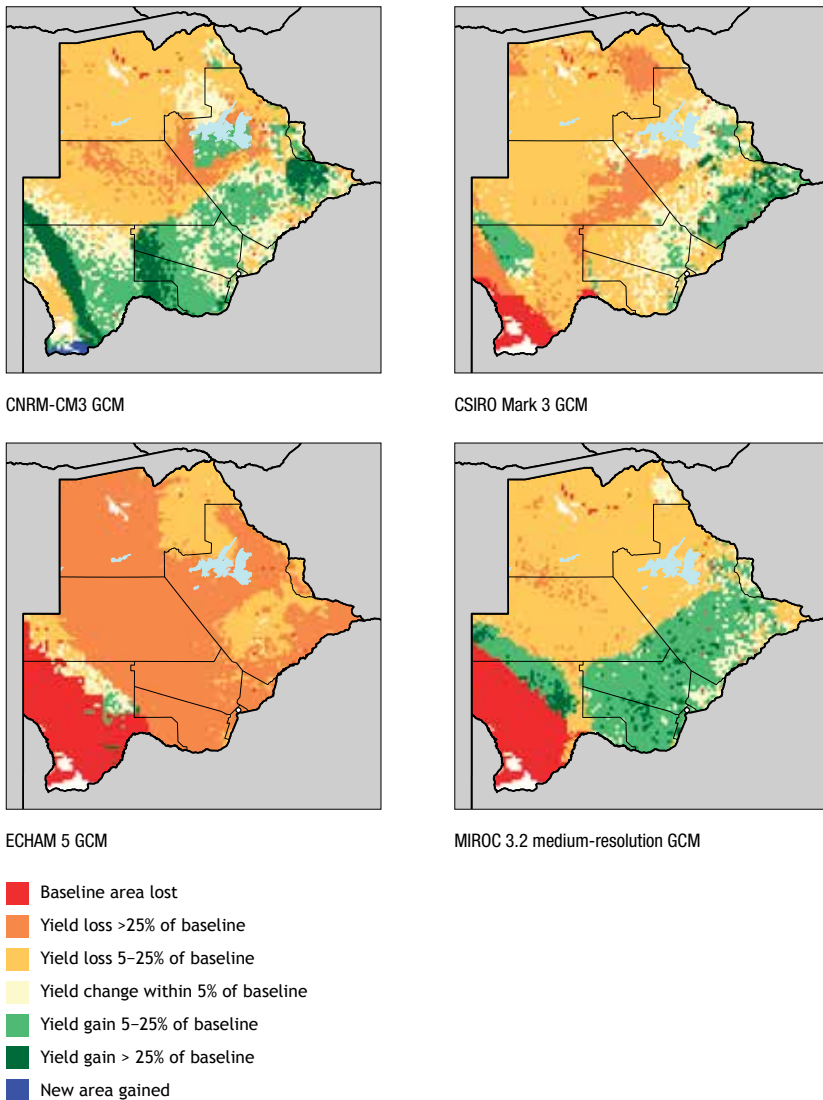 CNRM-CM3 GCM
CSIRO Mark 3 GCM
ECHAM 5 GCM
MIROC 3.2 medium-resolution GCM
Baseline area lost
Yield loss >25% of baseline
Yield loss 5–25% of baseline
Yield change within 5% of baseline
Yield gain 5–25% of baseline
Yield gain > 25% of baseline
New area gained